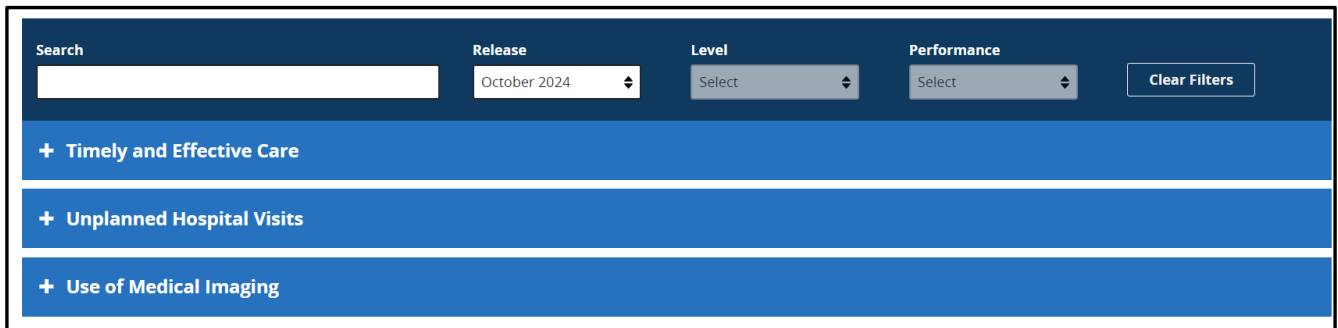 Search Release Level Performance
October 2024 Select Select Clear Filters
+ Timely and Effective Care
+ Unplanned Hospital Visits
+ Use of Medical Imaging